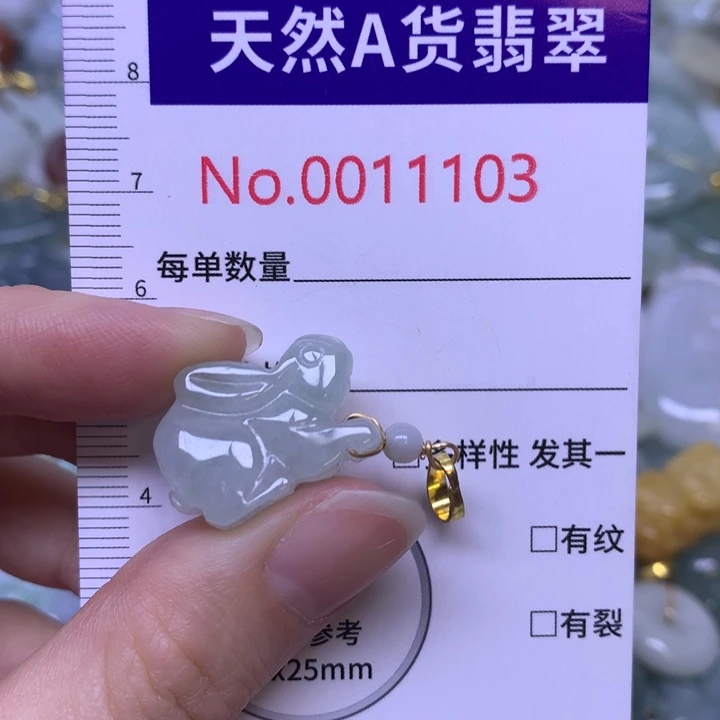 天然A货翡翠
8
No.0011103
7
每单数量
6
样性 发其一
4
□有纹
□有裂
参考
x25mm